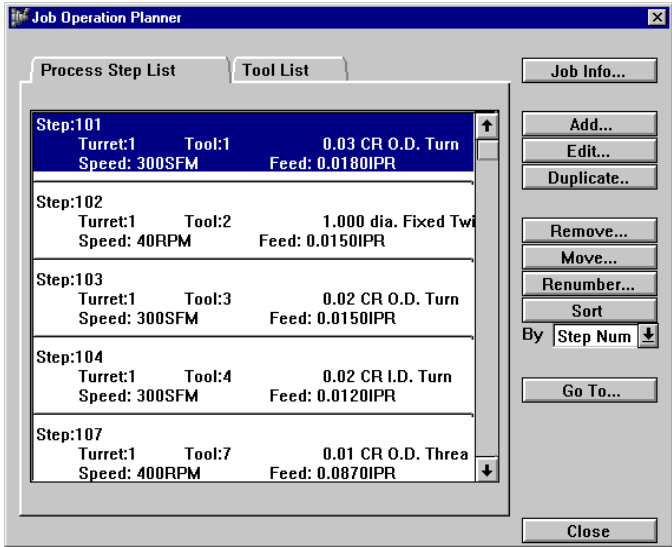 Job Operation Planner
Process Step List
Tool List
Step:101
Turret:1 Tool:1 0.03 CR O.D. Turn
Speed: 300SFM Feed: 0.0180IPR
Step:102
Turret:1 Tool:2 1.000 dia. Fixed Twi
Speed: 40RPM Feed: 0.0150IPR
Step:103
Turret:1 Tool:3 0.02 CR O.D. Turn
Speed: 300SFM Feed: 0.0150IPR
Step:104
Turret:1 Tool:4 0.02 CR I.D. Turn
Speed: 300SFM Feed: 0.0120IPR
Step:107
Turret:1 Tool:7 0.01 CR O.D. Threa
Speed: 400RPM Feed: 0.0870IPR
Job Info...
Add...
Edit...
Duplicate..
Remove...
Move...
Renumber...
Sort
By Step Num
Go To...
Close